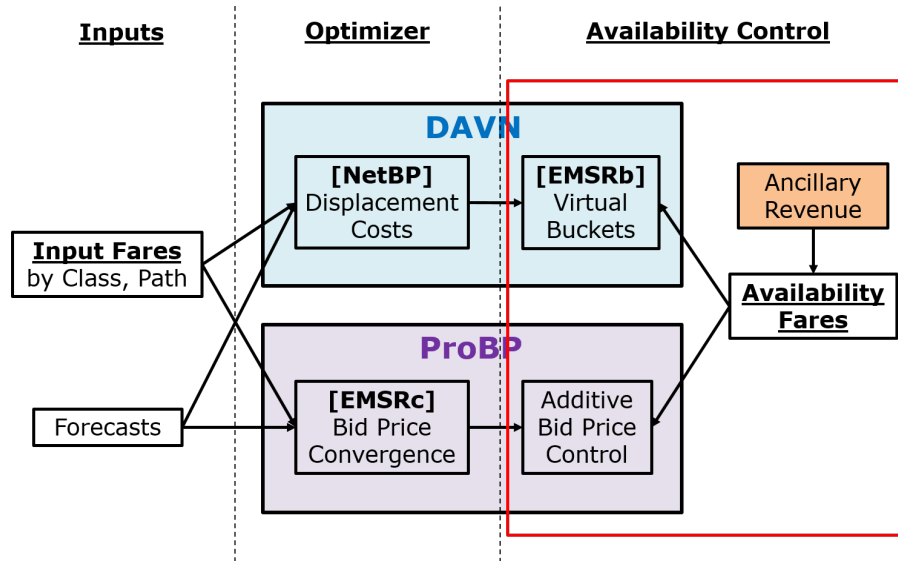 Inputs
Optimizer
Availability Control
DAVN
[NetBP]
Displacement
Costs
[EMSRb]
Virtual
Buckets
Ancillary
Revenue
Input Fares
by Class, Path
Availability
Fares
ProBP
[EMSRc]
Bid Price
Convergence
Additive
Bid Price
Control
Forecasts